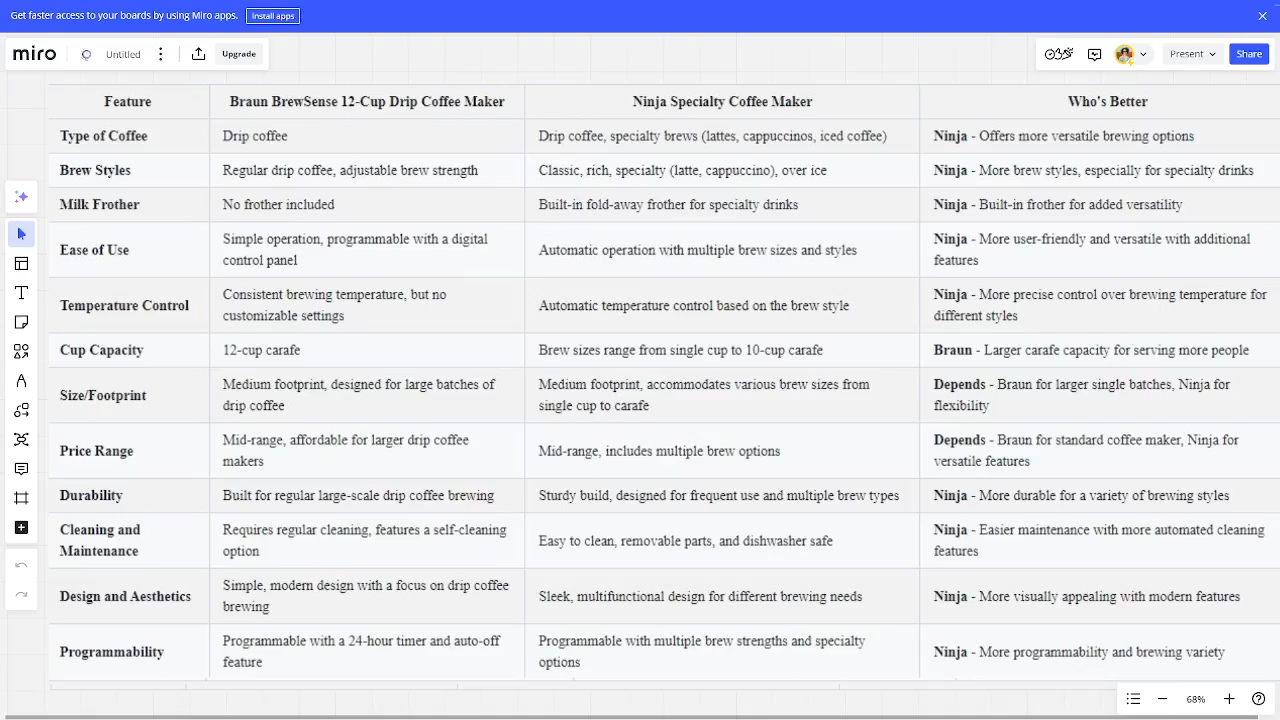 Get faster access to your boards by using Miro apps. Install apps
miro Untitled Upgrade Present Share
Feature Braun BrewSense 12-Cup Drip Coffee Maker Ninja Specialty Coffee Maker Who's Better
Type of Coffee Drip coffee Drip coffee, specialty brews (lattes, cappuccinos, iced coffee) Ninja - Offers more versatile brewing options
Brew Styles Regular drip coffee, adjustable brew strength Classic, rich, specialty (latte, cappuccino), over ice Ninja - More brew styles, especially for specialty drinks
Milk Frother No frother included Built-in fold-away frother for specialty drinks Ninja - Built-in frother for added versatility
Ease of Use
Simple operation, programmable with a digital
control panel
Automatic operation with multiple brew sizes and styles
Ninja - More user-friendly and versatile with additional
features
Temperature Control
Consistent brewing temperature, but no
customizable settings
Automatic temperature control based on the brew style
Ninja - More precise control over brewing temperature for
different styles
Cup Capacity 12-cup carafe Brew sizes range from single cup to 10-cup carafe Braun - Larger carafe capacity for serving more people
Size/Footprint
Medium footprint, designed for large batches of
drip coffee
Medium footprint, accommodates various brew sizes from
single cup to carafe
Depends - Braun for larger single batches, Ninja for
flexibility
Price Range
Mid-range, affordable for larger drip coffee
makers
Mid-range, includes multiple brew options
Depends - Braun for standard coffee maker, Ninja for
versatile features
Durability Built for regular large-scale drip coffee brewing Sturdy build, designed for frequent use and multiple brew types Ninja - More durable for a variety of brewing styles
Cleaning and
Maintenance
Requires regular cleaning, features a self-cleaning
option
Easy to clean, removable parts, and dishwasher safe
Ninja - Easier maintenance with more automated cleaning
features
Design and Aesthetics
Simple, modern design with a focus on drip coffee
brewing
Sleek, multifunctional design for different brewing needs
Ninja - More visually appealing with modern features
Programmability
Programmable with a 24-hour timer and auto-off
feature
Programmable with multiple brew strengths and specialty
options
Ninja - More programmability and brewing variety
68%